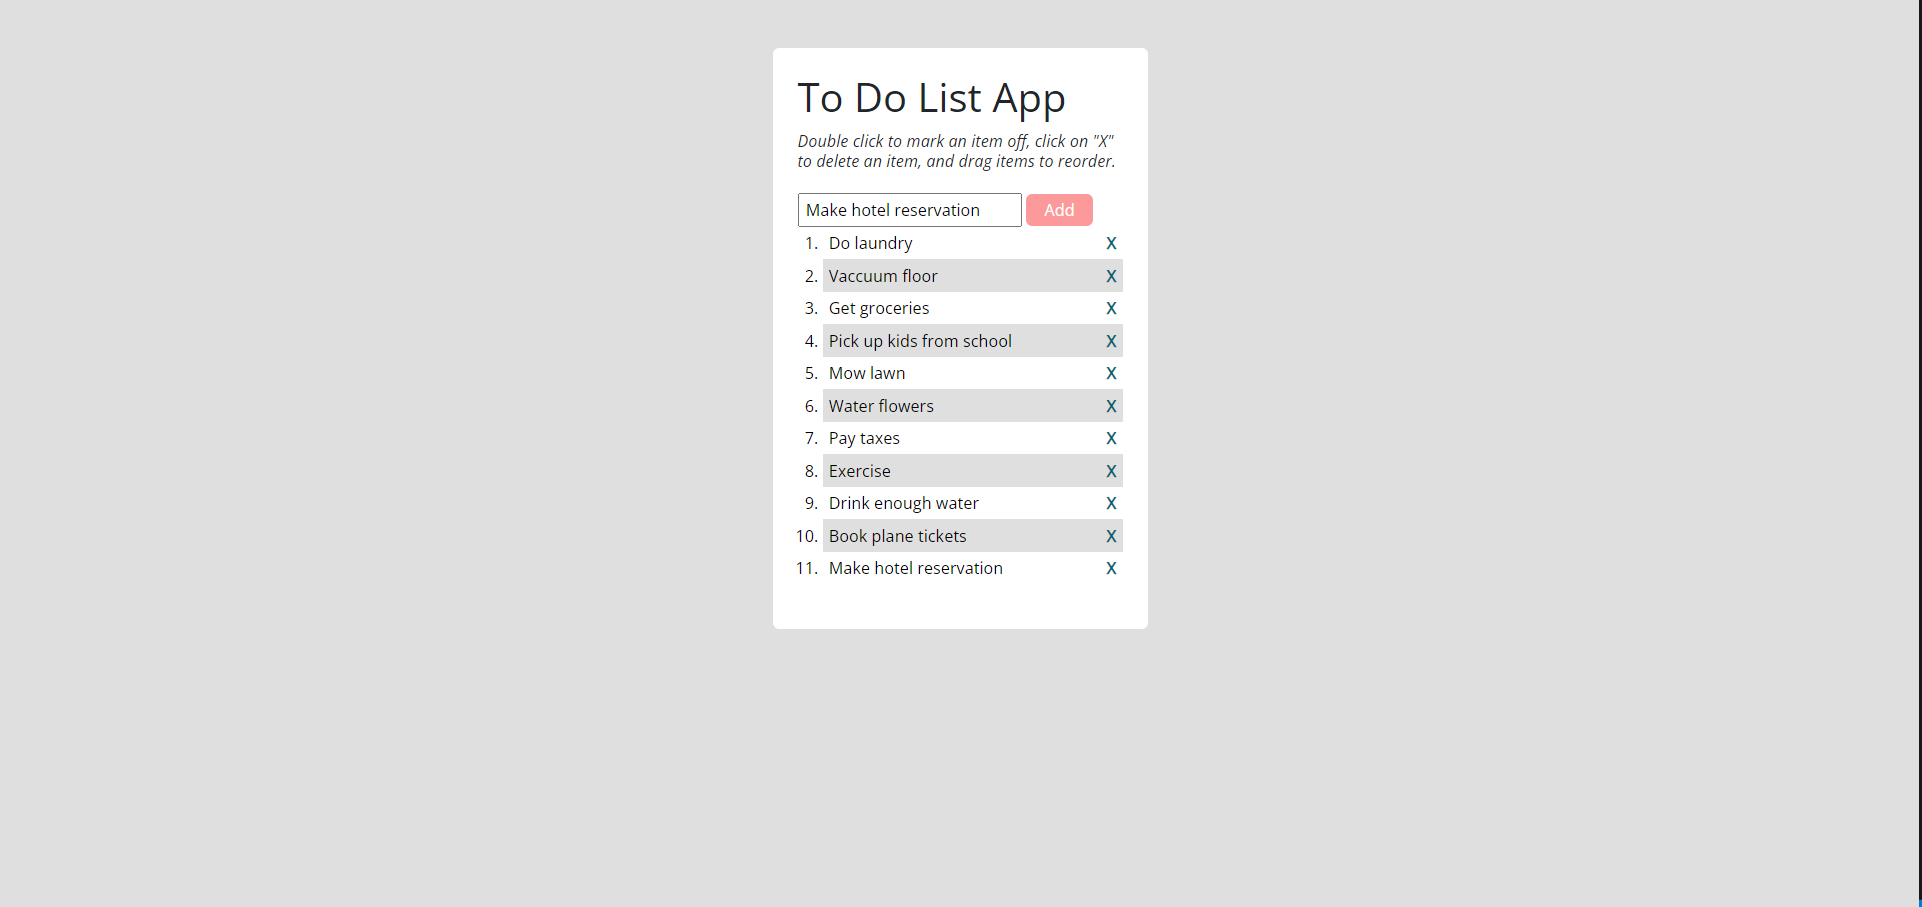 To Do List App
Double click to mark an item off, click on "X"
to delete an item, and drag items to reorder.
Make hotel reservation Add
1. Do laundry X
2. Vaccuum floor X
3. Get groceries X
4. Pick up kids from school X
5. Mow lawn X
6. Water flowers X
7. Pay taxes X
8. Exercise X
9. Drink enough water X
10. Book plane tickets X
11. Make hotel reservation X